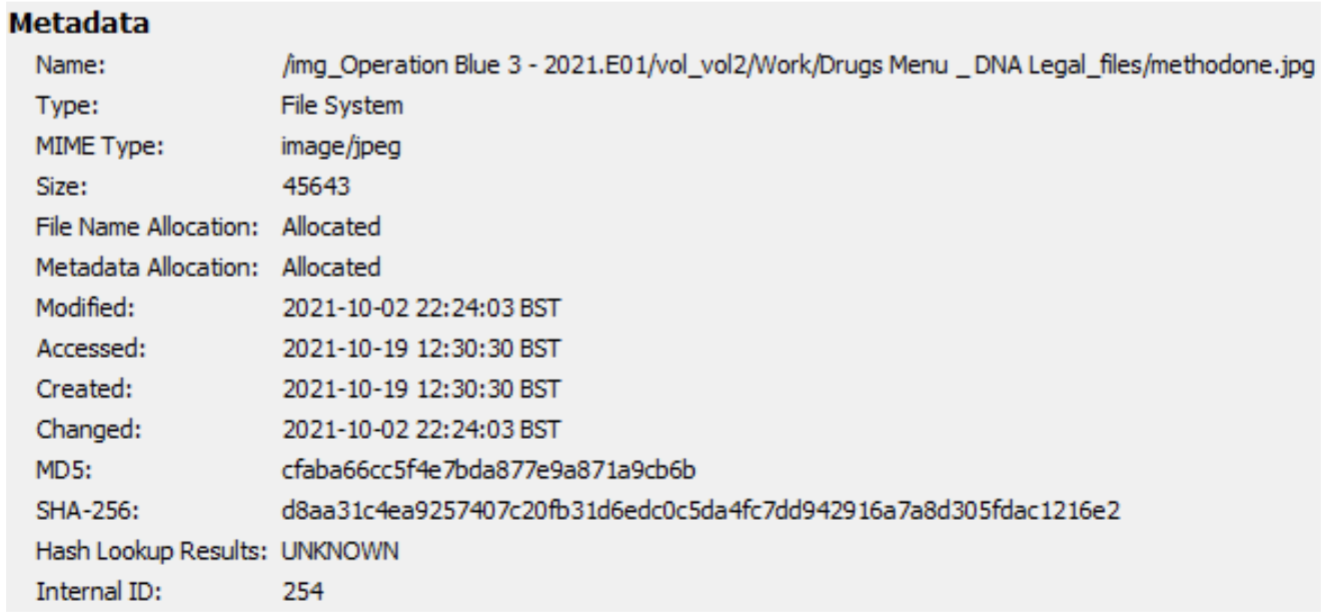 Metadata
Name: /img_Operation Blue 3 - 2021.E01/vol_vol2/Work/Drugs Menu _ DNA Legal_files/methodone.jpg
Type: File System
MIME Type: image/jpeg
Size: 45643
File Name Allocation: Allocated
Metadata Allocation: Allocated
Modified: 2021-10-02 22:24:03 BST
Accessed: 2021-10-19 12:30:30 BST
Created: 2021-10-19 12:30:30 BST
Changed: 2021-10-02 22:24:03 BST
MD5: cfaba66cc5f4e7bda877e9a871a9cb6b
SHA-256: d8aa31c4ea9257407c20fb31d6edc0c5da4fc7dd942916a7a8d305fdac1216e2
Hash Lookup Results: UNKNOWN
Internal ID: 254